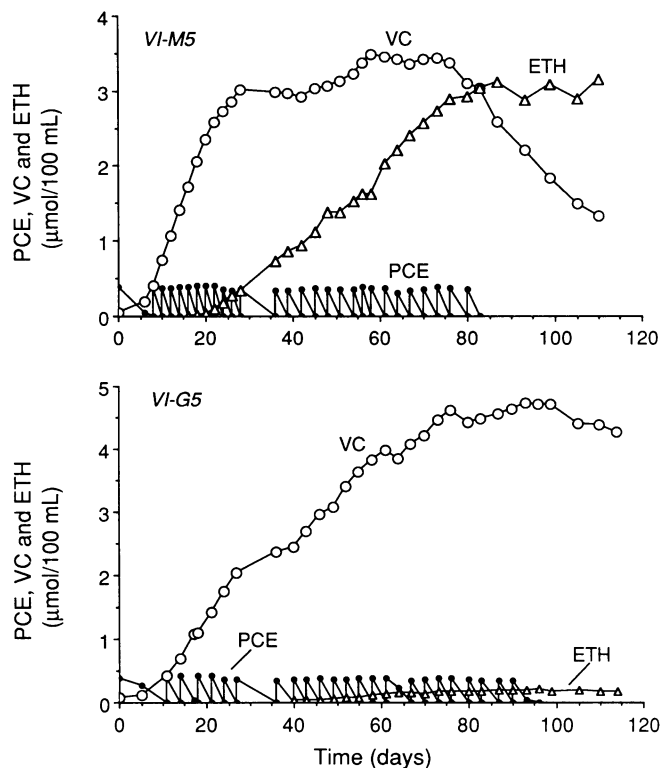 VI-M5
VC
ETH
PCE
PCE, VC and ETH
(μmol/100 mL)
4
3
2
1
0
0 20 40 60 80 100 120
VI-G5
VC
PCE
ETH
PCE, VC and ETH
(μmol/100 mL)
5
4
3
2
1
0
0 20 40 60 80 100 120
Time (days)